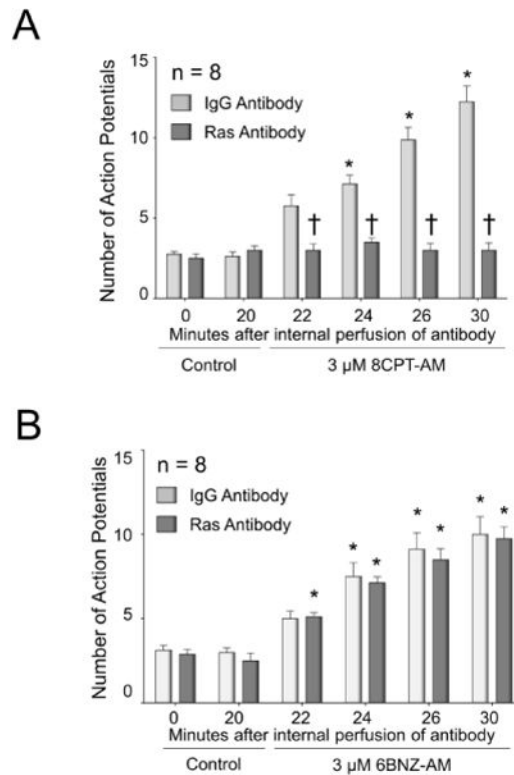 A
Number of Action Potentials
15
10
5
0
n = 8
IgG Antibody
Ras Antibody
* * *
† † † †
0 20 22 24 26 30
Minutes after internal perfusion of antibody
Control 3 µM 8CPT-AM
B
Number of Action Potentials
15
10
5
0
n = 8
IgG Antibody
Ras Antibody
* * * * * * *
0 20 22 24 26 30
Minutes after internal perfusion of antibody
Control 3 µM 6BNZ-AM